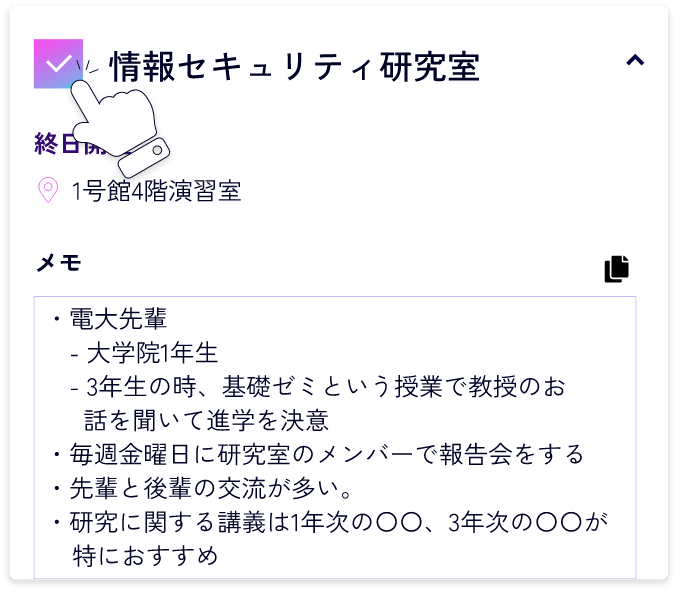 情報セキュリティ研究室
終日開
1号館4階演習室
メモ
・電大先輩
- 大学院1年生
- 3年生の時、基礎ゼミという授業で教授のお
話を聞いて進学を決意
・毎週金曜日に研究室のメンバーで報告会をする
・先輩と後輩の交流が多い。
・研究に関する講義は1年次の〇〇、3年次の〇〇が
特におすすめ